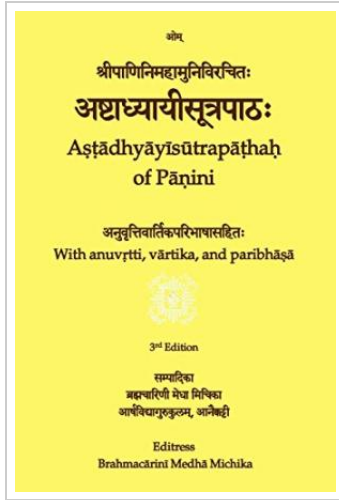 ओम्
श्रीपाणिनिमहामुनिविरचितः
अष्टाध्यायीसूत्रपाठः
Aṣṭādhyāyīsūtrapāṭhaḥ
of Pāṇini
अनुवृत्तिवार्तिकपरिभाषासहितः
With anuvṛtti, vārtika, and paribhāṣā
3rd Edition
सम्पादिका
ब्रह्मचारिणी मेधा मिचिका
आर्षविद्यागुरुकुलम्, आनैकट्टी
Editress
Brahmacārinī Medhā Michika